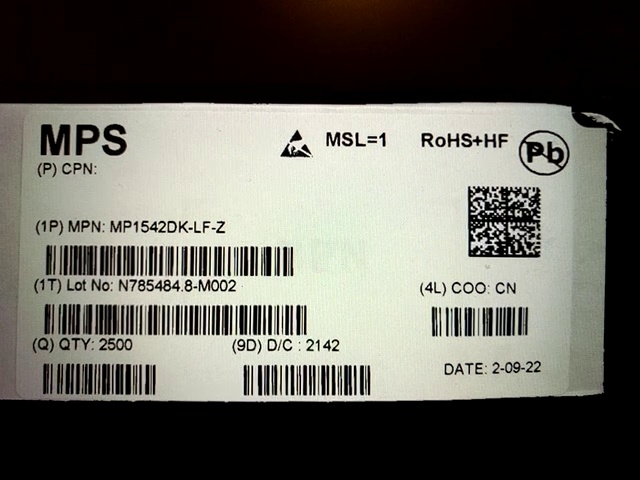 MPS
MSL=1
RoHS+HF
Pb
(P) CPN:
(1P) MPN: MP1542DK-LF-Z
(1T) Lot No: N785484.8-M002
(4L) COO: CN
(Q) QTY: 2500
(9D) D/C : 2142
DATE: 2-09-22